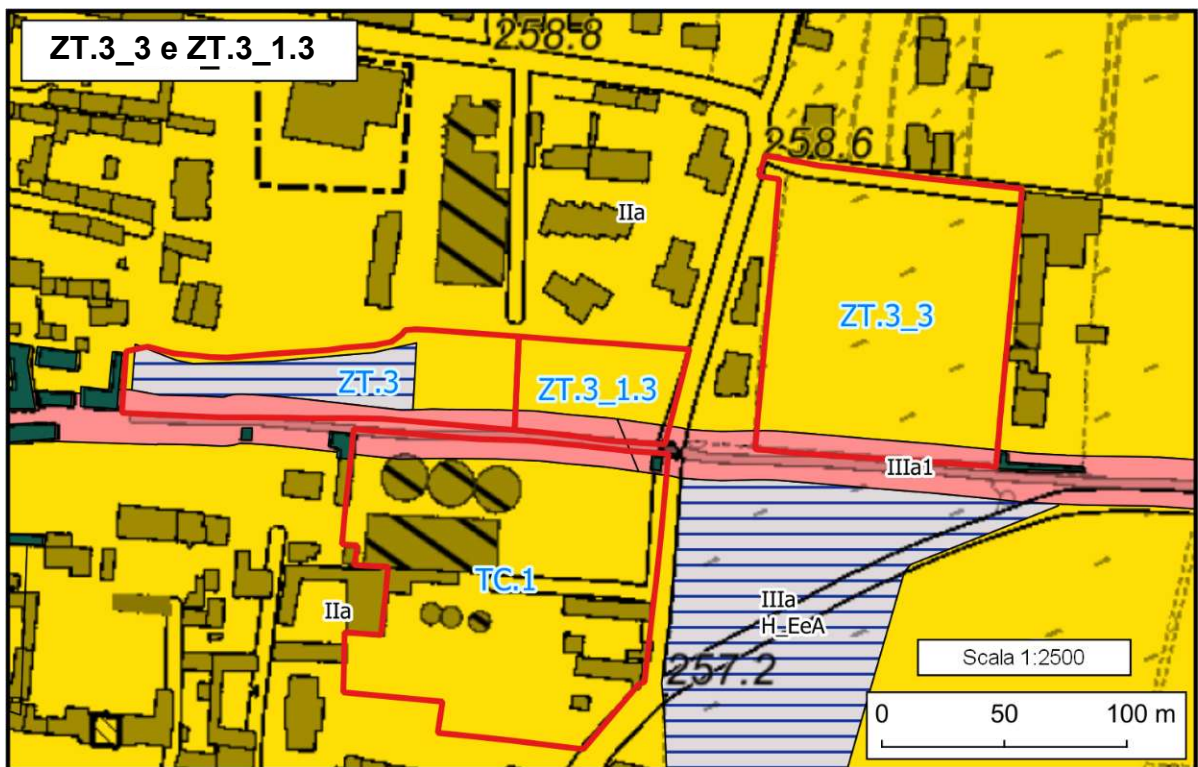 ZT.3_3 e ZT.3_1.3
258.8
258.6
IIa
ZT.3_3
ZT.3
ZT.3_1.3
IIIa1
TC.1
IIa
IIIa
H_EeA
257.2
Scala 1:2500
0 50 100 m